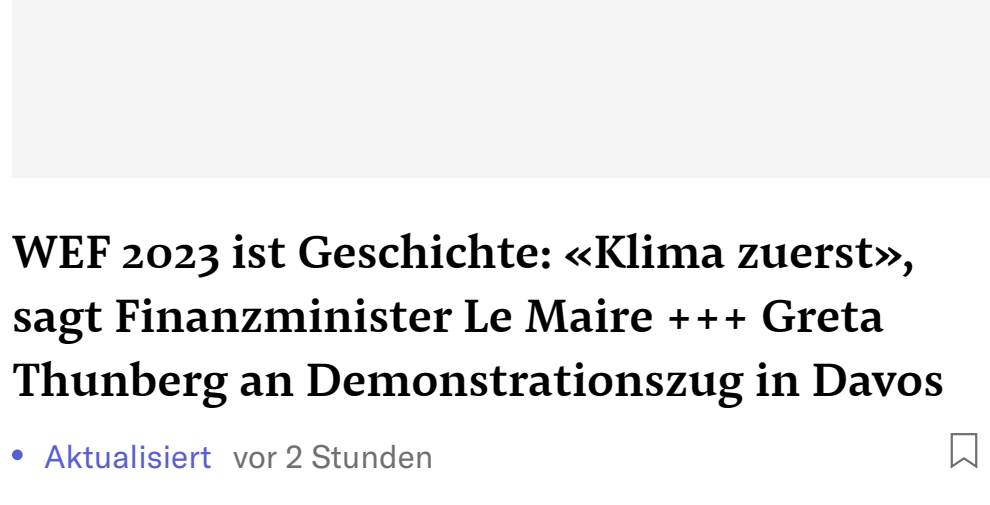 WEF 2023 ist Geschichte: «Klima zuerst»,
sagt Finanzminister Le Maire +++ Greta
Thunberg an Demonstrationszug in Davos
Aktualisiert vor 2 Stunden